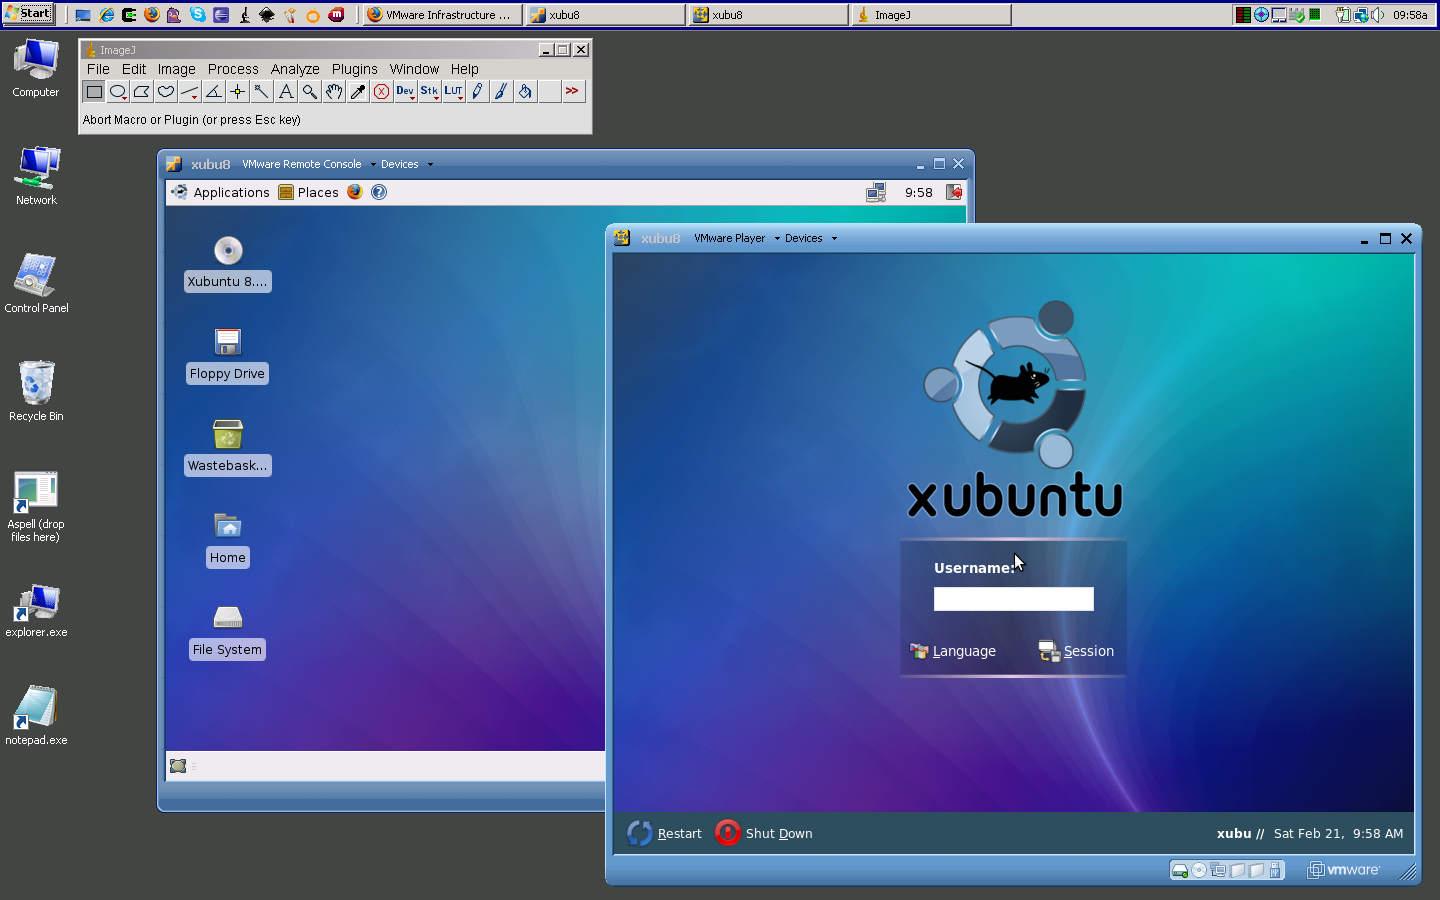 Start
VMware Infrastructure ...
xubu8
xubu8
ImageJ
09:58a
Computer
Network
Control Panel
Recycle Bin
Aspell (drop
files here)
explorer.exe
notepad.exe
ImageJ
File Edit Image Process Analyze Plugins Window Help
A Dev Stk LUT >>
Abort Macro or Plugin (or press Esc key)
xubu8 VMware Remote Console Devices
Applications Places 9:58
Xubuntu 8....
Floppy Drive
Wastebask...
Home
File System
xubu8 VMware Player Devices
xubuntu
Username:
Language Session
Restart Shut Down xubu // Sat Feb 21, 9:58 AM
vmware